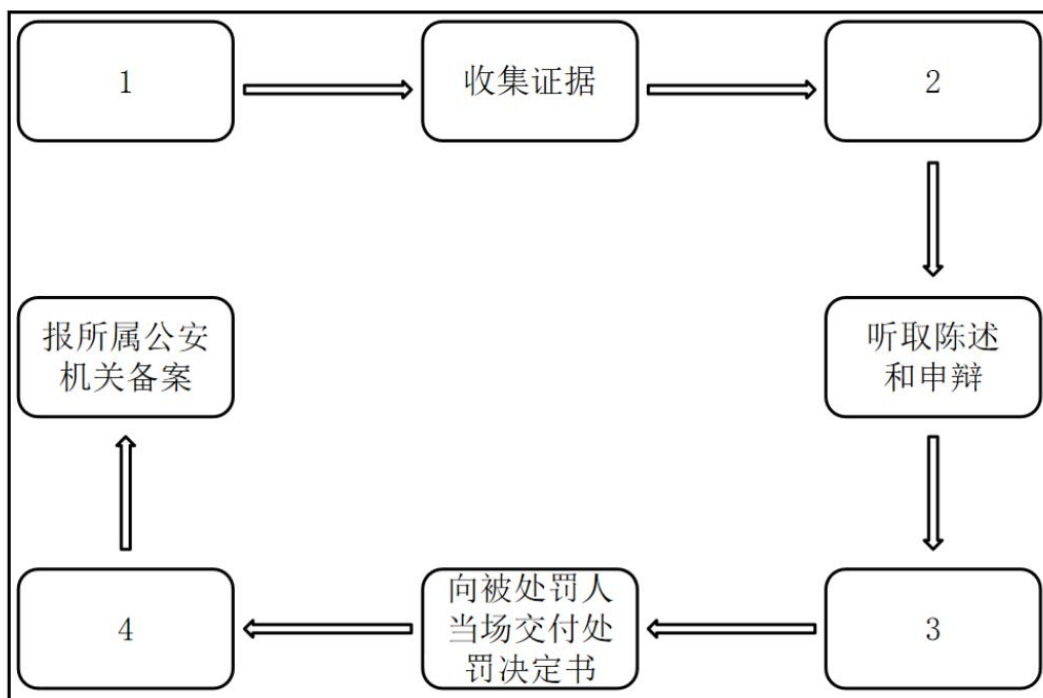 1
收集证据
2
报所属公安
机关备案
听取陈述
和申辩
4
向被处罚人
当场交付处
罚决定书
3